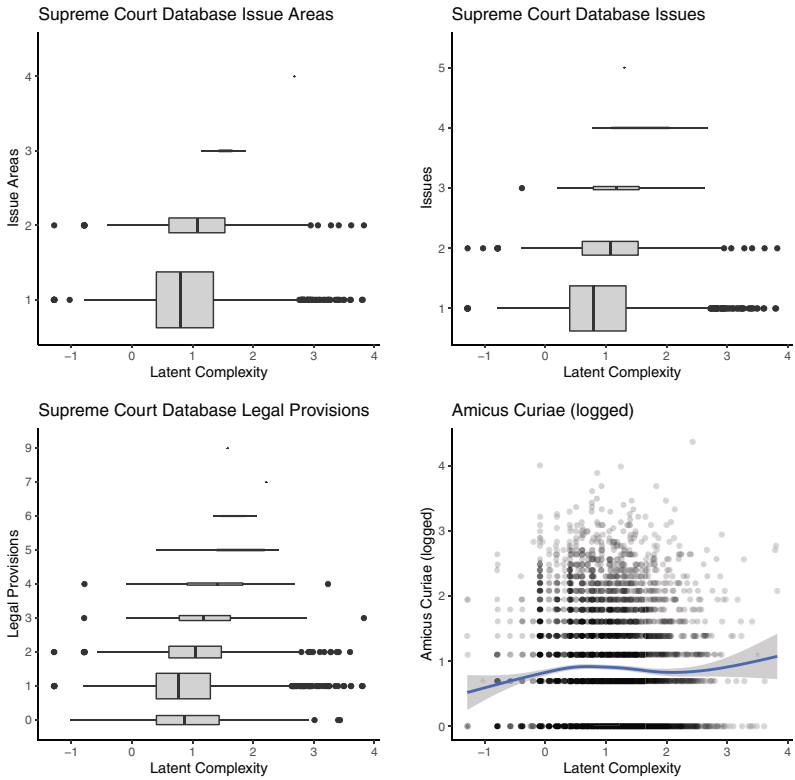 Supreme Court Database Issue Areas
4
3
2
1
Issue Areas
−1 0 1 2 3 4
Latent Complexity
Supreme Court Database Issues
5
4
3
2
1
Issues
−1 0 1 2 3 4
Latent Complexity
Supreme Court Database Legal Provisions
9
7
6
5
4
3
2
1
0
Legal Provisions
−1 0 1 2 3 4
Latent Complexity
Amicus Curiae (logged)
4
3
2
1
0
Amicus Curiae (logged)
−1 0 1 2 3 4
Latent Complexity